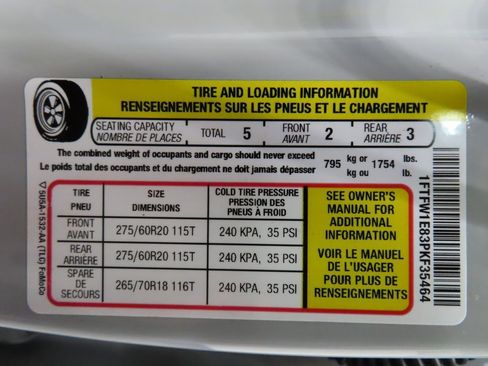 TIRE AND LOADING INFORMATION
RENSEIGNEMENTS SUR LES PNEUS ET LE CHARGEMENT
SEATING CAPACITY TOTAL 5 FRONT 2 REAR 3
NOMBRE DE PLACES AVANT ARRIÈRE
The combined weight of occupants and cargo should never exceed 795 kg or 1754 lbs.
Le poids total des occupants et du chargement ne doit jamais dépasser kg ou lb.
TIRE SIZE COLD TIRE PRESSURE
PNEU DIMENSIONS PRESSION DES
PNEUS À FROID
FRONT
AVANT 275/60R20 115T 240 KPA, 35 PSI
REAR
ARRIÈRE 275/60R20 115T 240 KPA, 35 PSI
SPARE
DE SECOURS 265/70R18 116T 240 KPA, 35 PSI
SEE OWNER'S
MANUAL FOR
ADDITIONAL
INFORMATION
VOIR LE MANUEL
DE L'USAGER
POUR PLUS DE
RENSEIGNEMENTS
5U5A-1532-AA (TLU) FoMoCo
1FTFW1E83PKF35464